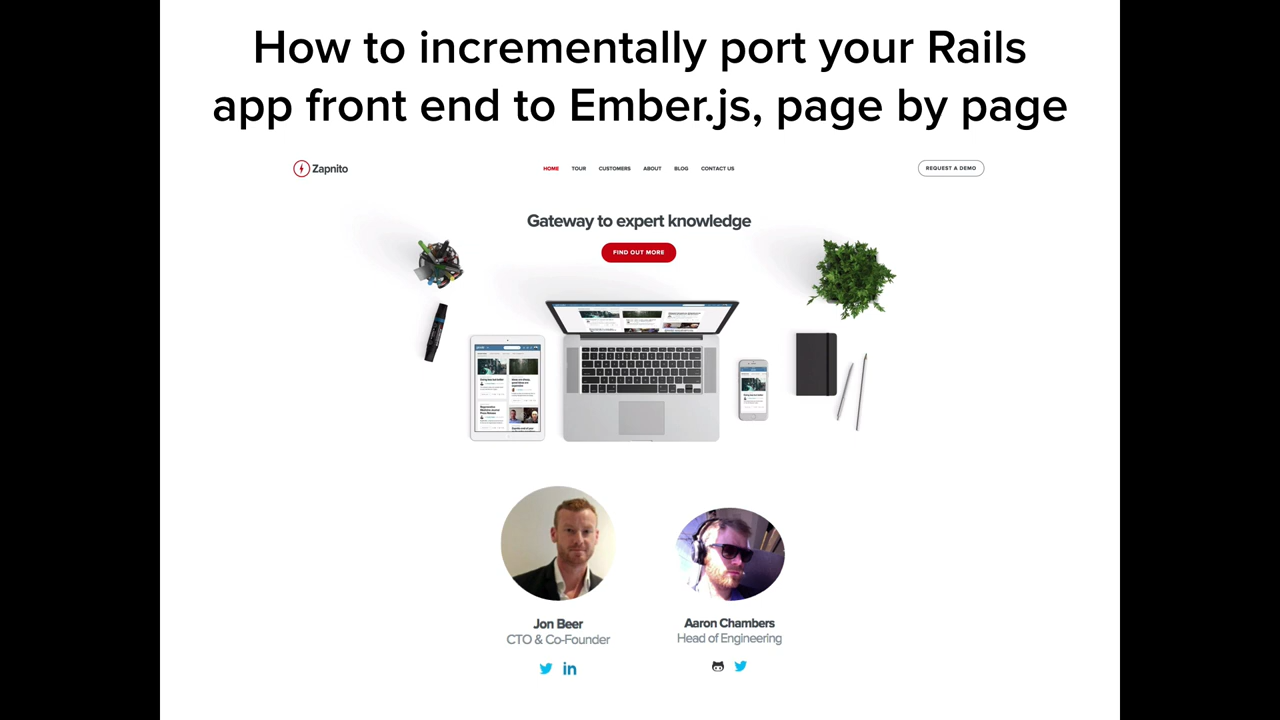 How to incrementally port your Rails
app front end to Ember.js, page by page
Zapnito
HOME TOUR CUSTOMERS ABOUT BLOG CONTACT US
REQUEST A DEMO
Gateway to expert knowledge
FIND OUT MORE
Jon Beer
CTO & Co-Founder
Aaron Chambers
Head of Engineering
in